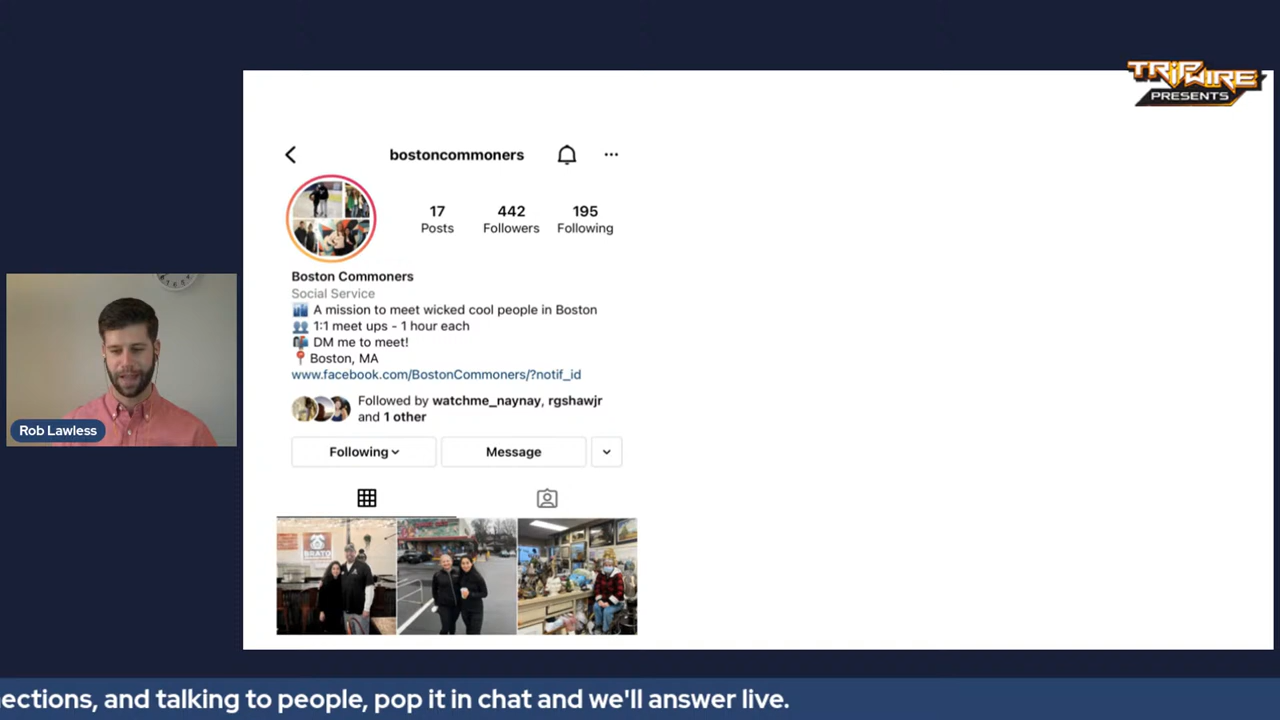 TRIPWIRE
PRESENTS
bostoncommoners
17
Posts
442
Followers
195
Following
Boston Commoners
Social Service
A mission to meet wicked cool people in Boston
1:1 meet ups - 1 hour each
DM me to meet!
Boston, MA
www.facebook.com/BostonCommoners/?notif_id
Followed by watchme_naynay, rgshawjr
and 1 other
Following
Message
BRATO
Rob Lawless
ections, and talking to people, pop it in chat and we'll answer live.